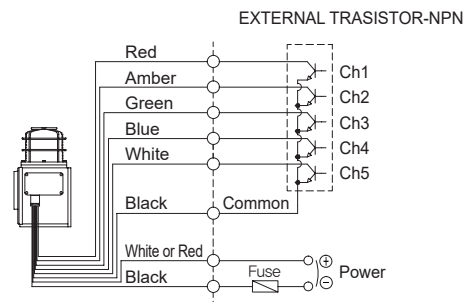 EXTERNAL TRASISTOR-NPN
Red
Ch1
Amber
Ch2
Green
Ch3
Blue
Ch4
White
Ch5
Black Common
White or Red
Black Fuse Power